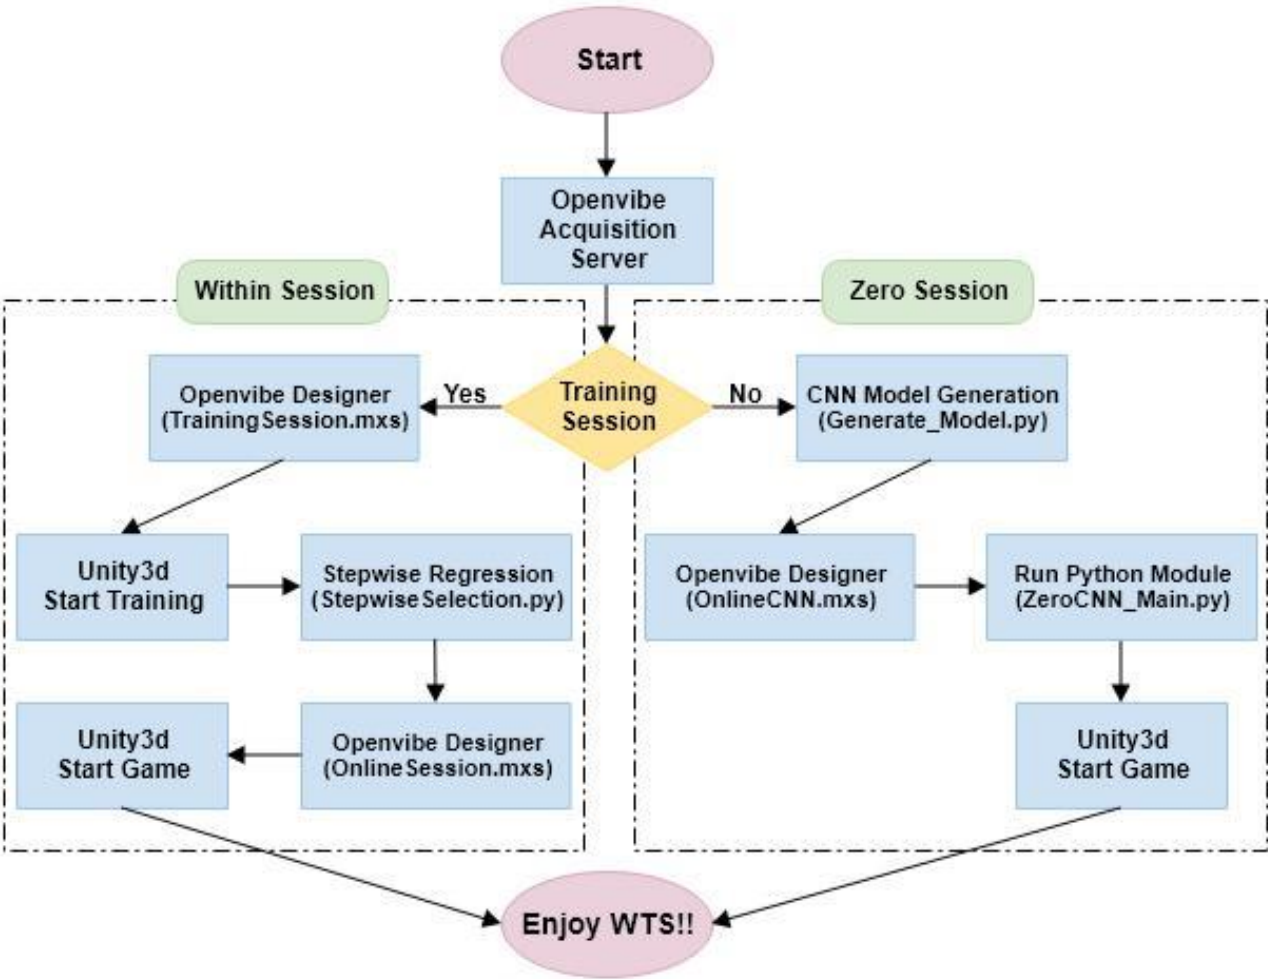 Start
Openvibe
Acquisition
Server
Within Session
Zero Session
Openvibe Designer
(TrainingSession.mxs)
Yes
Training
Session
No
CNN Model Generation
(Generate_Model.py)
Unity3d
Start Training
Stepwise Regression
(StepwiseSelection.py)
Openvibe Designer
(OnlineCNN.mxs)
Run Python Module
(ZeroCNN_Main.py)
Unity3d
Start Game
Openvibe Designer
(OnlineSession.mxs)
Unity3d
Start Game
Enjoy WTS!!